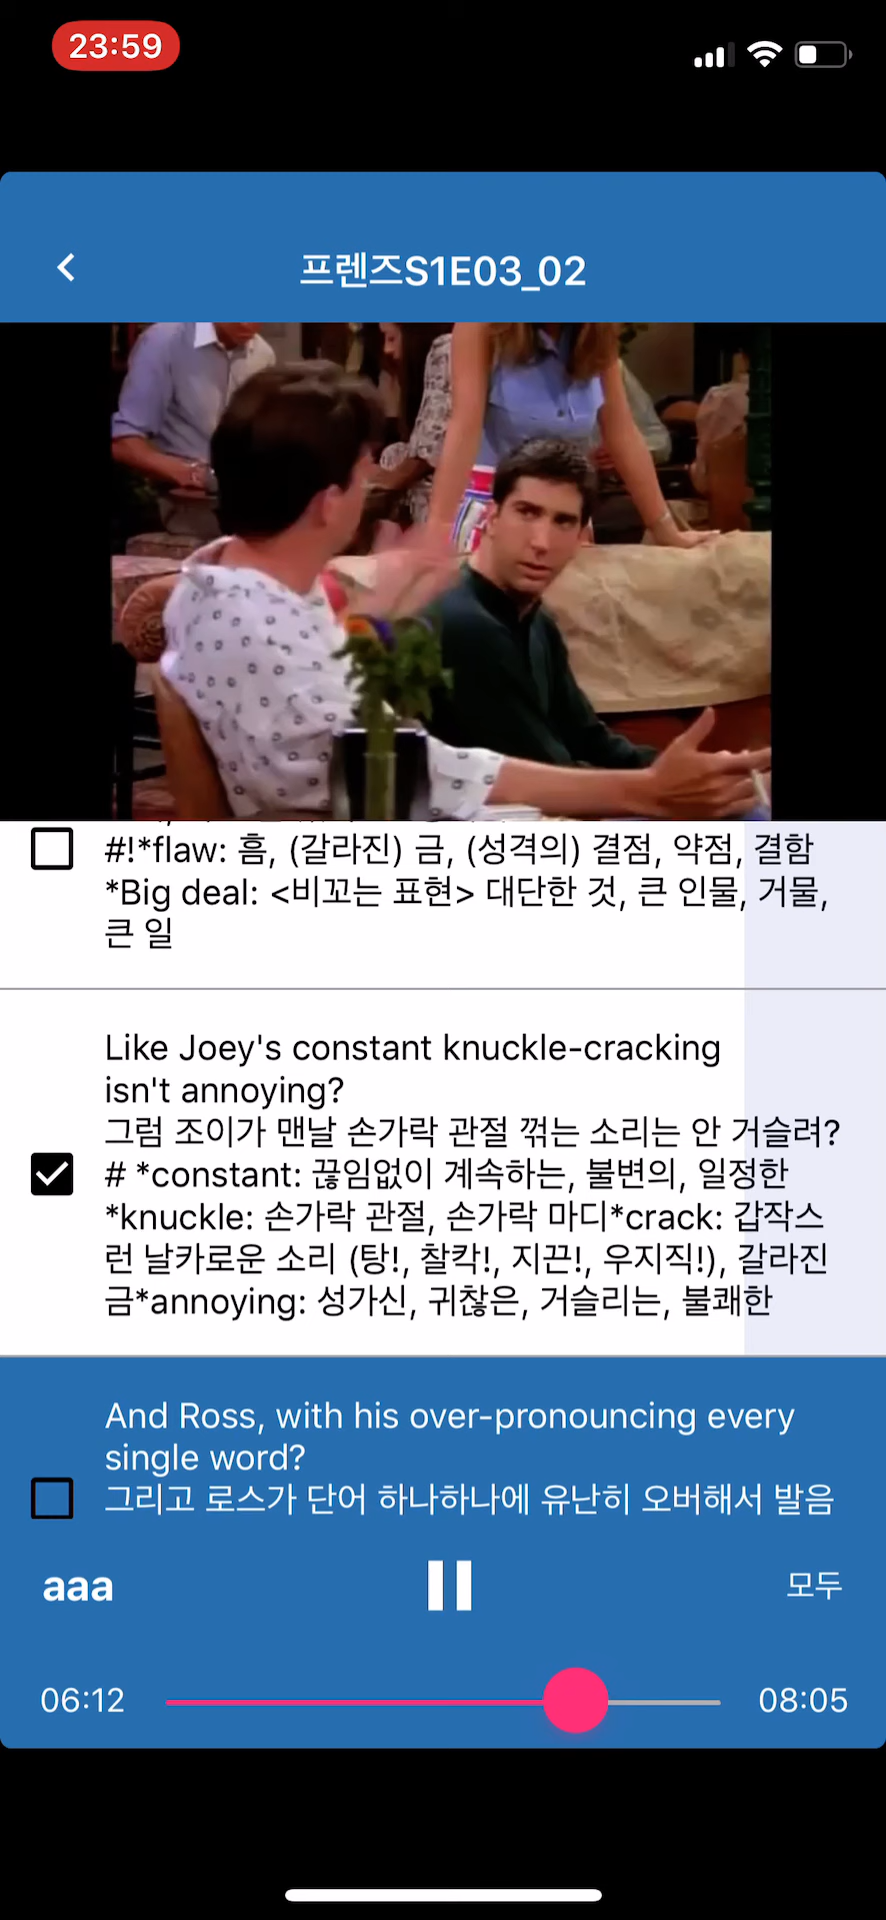 23:59
프렌즈S1E03_02
#!*flaw: 흠, (갈라진) 금, (성격의) 결점, 약점, 결함
*Big deal: <비꼬는 표현> 대단한 것, 큰 인물, 거물,
큰 일
Like Joey's constant knuckle-cracking
isn't annoying?
그럼 조이가 맨날 손가락 관절 꺾는 소리는 안 거슬려?
# *constant: 끊임없이 계속하는, 불변의, 일정한
*knuckle: 손가락 관절, 손가락 마디*crack: 갑작스
런 날카로운 소리 (탕!, 찰칵!, 지끈!, 우지직!), 갈라진
금*annoying: 성가신, 귀찮은, 거슬리는, 불쾌한
And Ross, with his over-pronouncing every
single word?
그리고 로스가 단어 하나하나에 유난히 오버해서 발음
aaa
모두
06:12
08:05